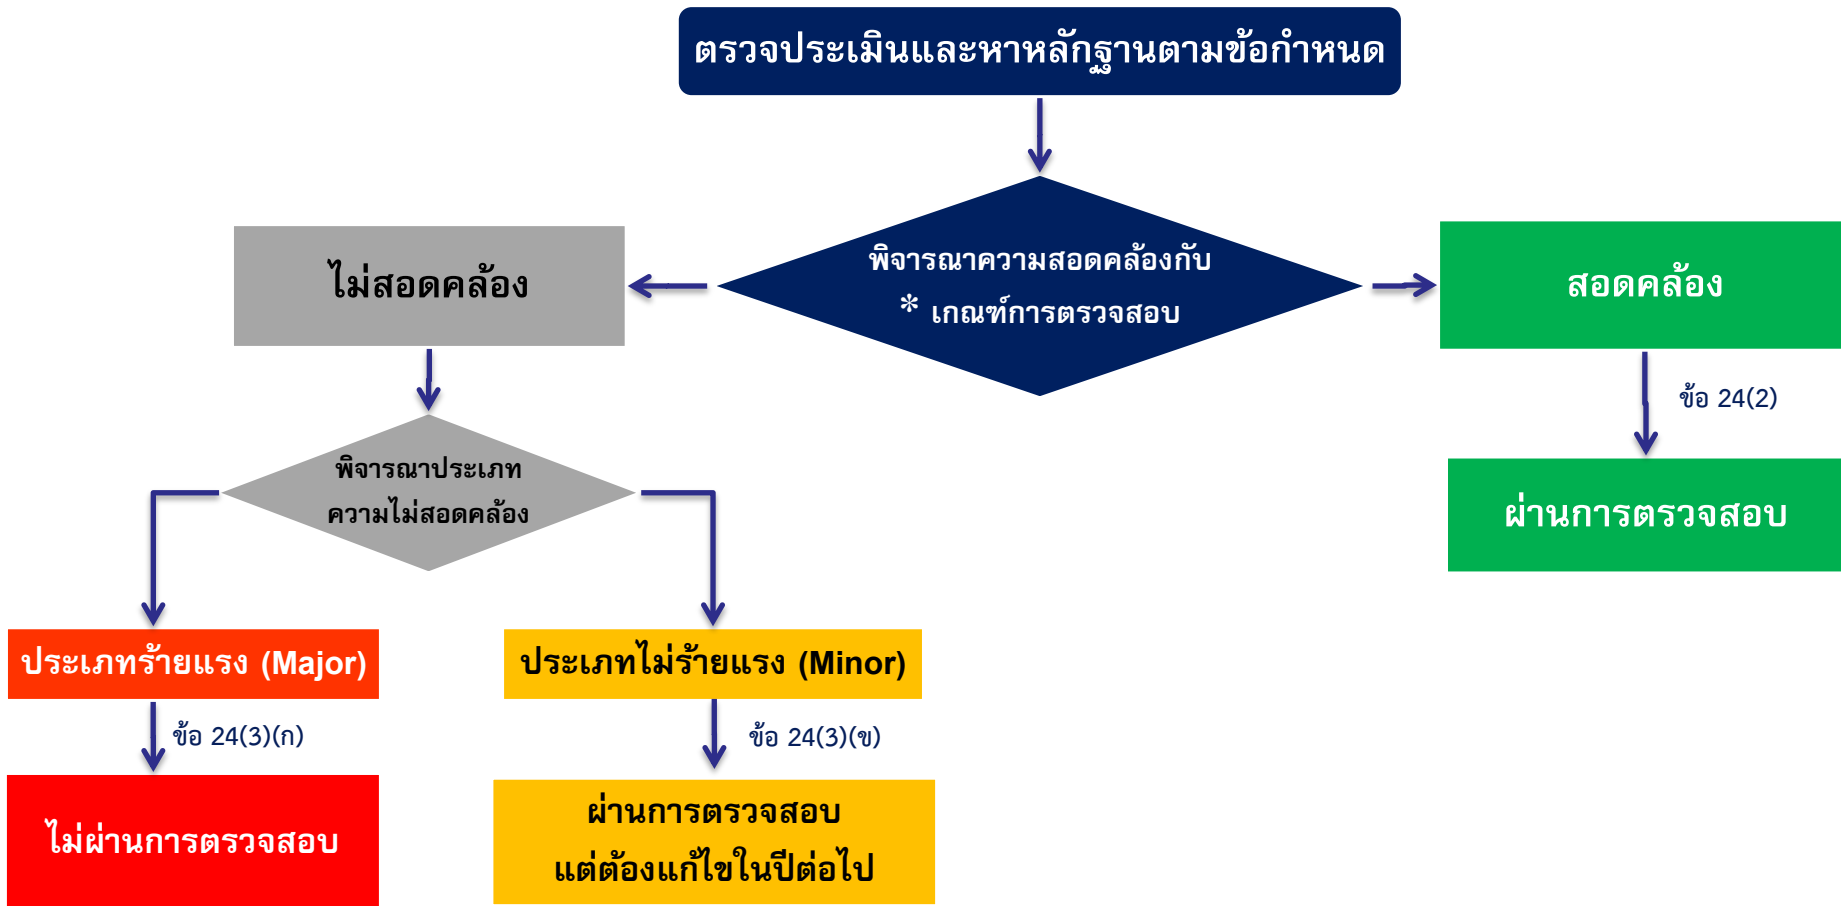 ตรวจประเมินและหาหลักฐานตามข้อกำหนด
พิจารณาความสอดคล้องกับ
* เกณฑ์การตรวจสอบ
ไม่สอดคล้อง
สอดคล้อง
ข้อ 24(2)
ผ่านการตรวจสอบ
พิจารณาประเภท
ความไม่สอดคล้อง
ประเภทร้ายแรง (Major)
ประเภทไม่ร้ายแรง (Minor)
ข้อ 24(3)(ก)
ข้อ 24(3)(ข)
ไม่ผ่านการตรวจสอบ
ผ่านการตรวจสอบ
แต่ต้องแก้ไขในปีต่อไป